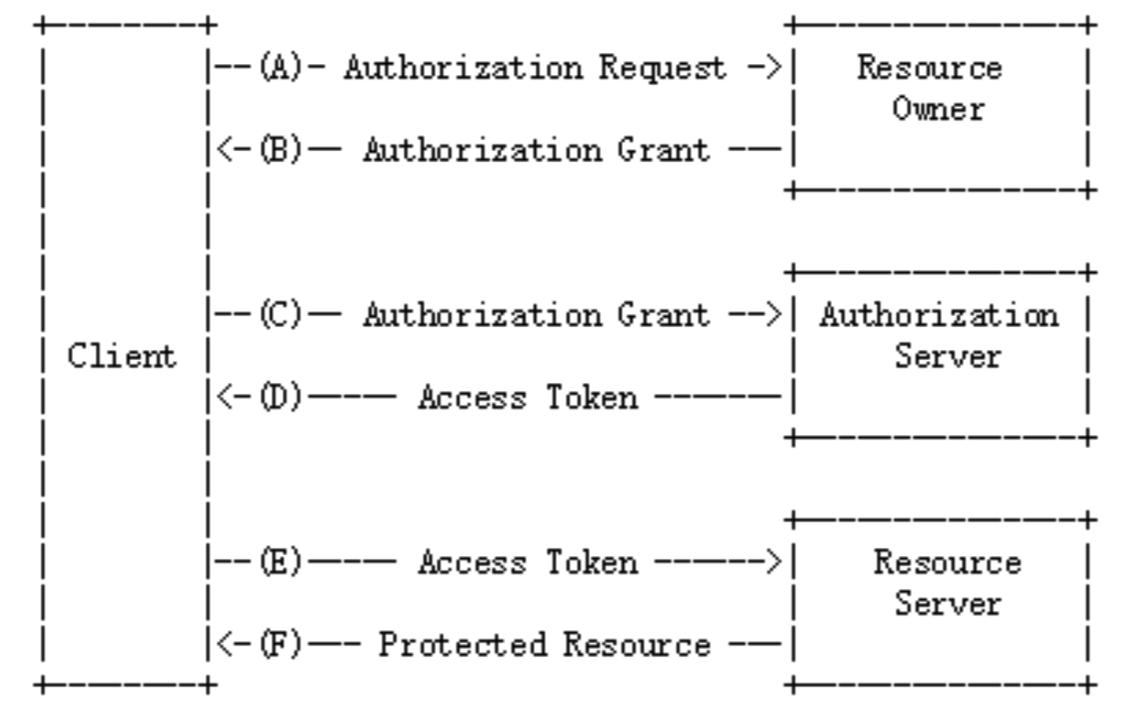 --(A)- Authorization Request ->
Resource
Owner
<-(B)-- Authorization Grant ---
--(C)-- Authorization Grant -->
Authorization
Client
Server
<-(D)---- Access Token -------
--(E)---- Access Token ------>
Resource
Server
<-(F)--- Protected Resource ---